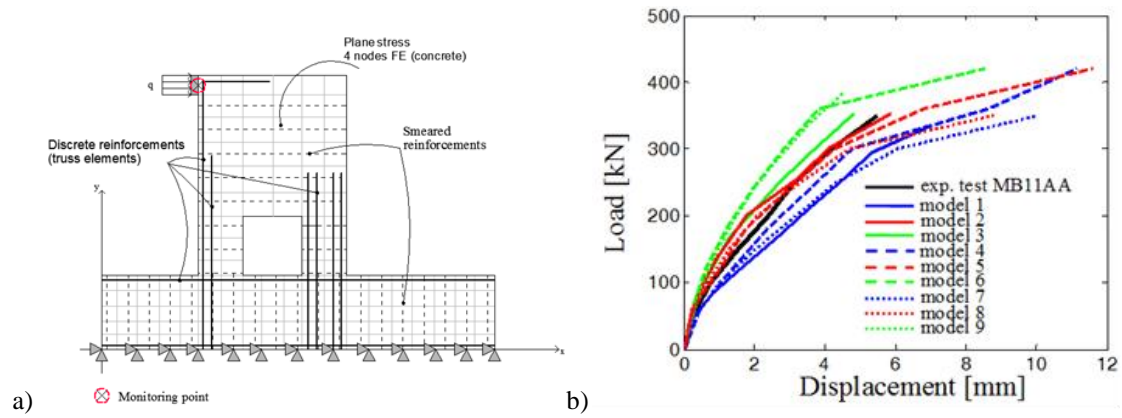 Plane stress
4 nodes FE (concrete)
q
Discrete reinforcements
(truss elements)
Smeared
reinforcements
y
x
Monitoring point
a)
b)
500
400
300
200
100
0
Load [kN]
exp. test MB11AA
model 1
model 2
model 3
model 4
model 5
model 6
model 7
model 8
model 9
0 2 4 6 8 10 12
Displacement [mm]